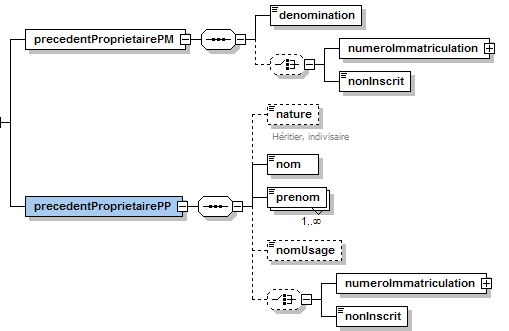 denomination
precedentProprietairePM
numeroImmatriculation
nonInscrit
nature
Héritier, indivisaire
nom
precedentProprietairePP
prenom
1..∞
nomUsage
numeroImmatriculation
nonInscrit